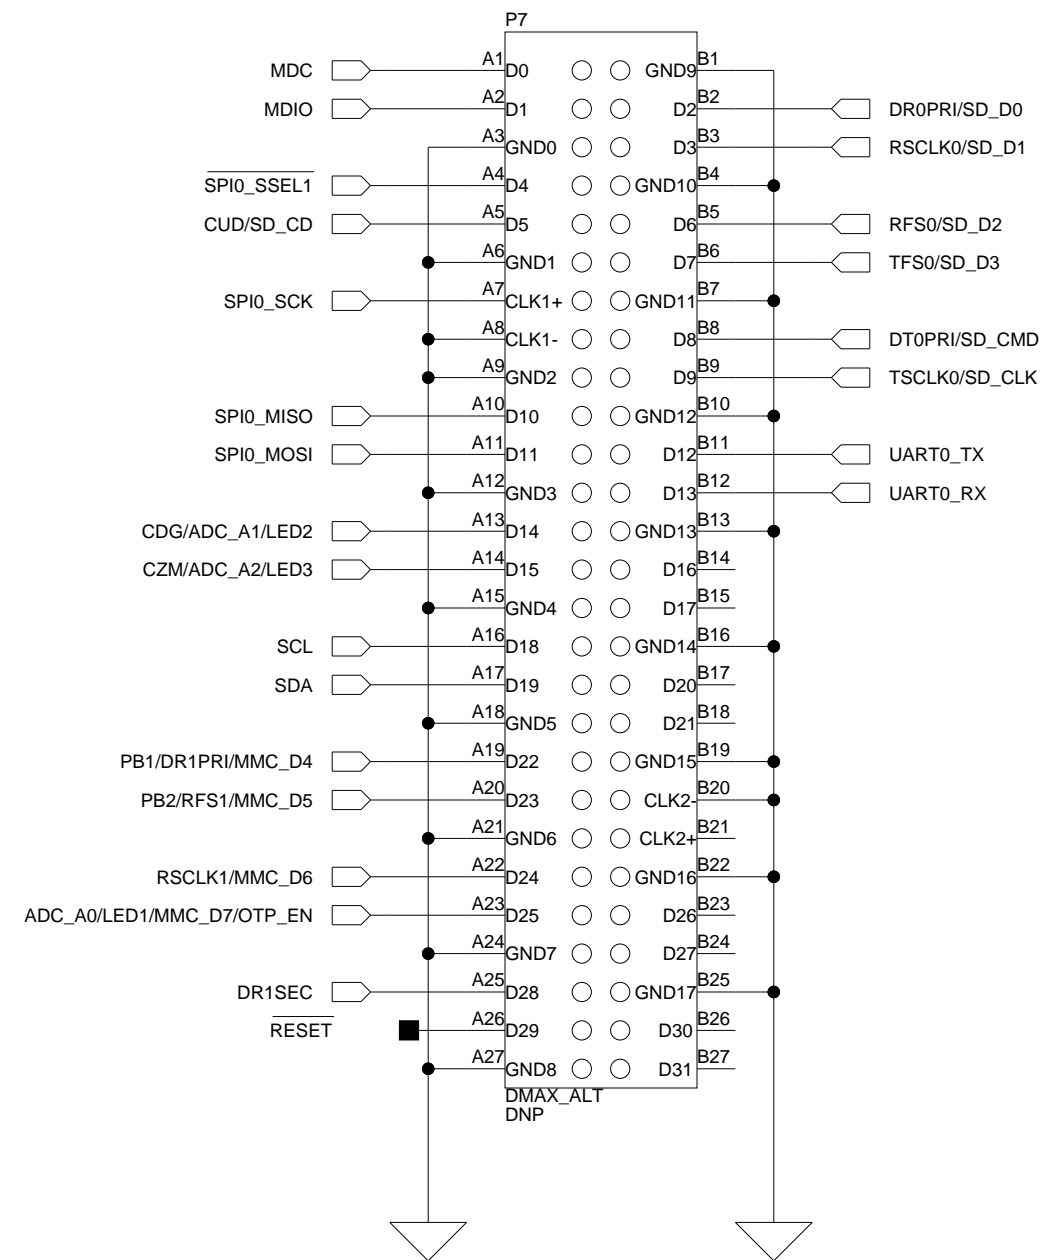 P7
MDC A1 D0 GND9 B1
MDIO A2 D1 D2 B2 DR0PRI/SD_D0
A3 GND0 D3 B3 RSCLK0/SD_D1
SPI0_SSEL1 A4 D4 GND10 B4
CUD/SD_CD A5 D5 D6 B5 RFS0/SD_D2
A6 GND1 D7 B6 TFS0/SD_D3
SPI0_SCK A7 CLK1+ GND11 B7
A8 CLK1- D8 B8 DT0PRI/SD_CMD
A9 GND2 D9 B9 TSCLK0/SD_CLK
SPI0_MISO A10 D10 GND12 B10
SPI0_MOSI A11 D11 D12 B11 UART0_TX
A12 GND3 D13 B12 UART0_RX
CDG/ADC_A1/LED2 A13 D14 GND13 B13
CZM/ADC_A2/LED3 A14 D15 D16 B14
A15 GND4 D17 B15
SCL A16 D18 GND14 B16
SDA A17 D19 D20 B17
A18 GND5 D21 B18
PB1/DR1PRI/MMC_D4 A19 D22 GND15 B19
PB2/RFS1/MMC_D5 A20 D23 CLK2- B20
A21 GND6 CLK2+ B21
RSCLK1/MMC_D6 A22 D24 GND16 B22
ADC_A0/LED1/MMC_D7/OTP_EN A23 D25 D26 B23
A24 GND7 D27 B24
DR1SEC A25 D28 GND17 B25
RESET A26 D29 D30 B26
A27 GND8 D31 B27
DMAX_ALT
DNP